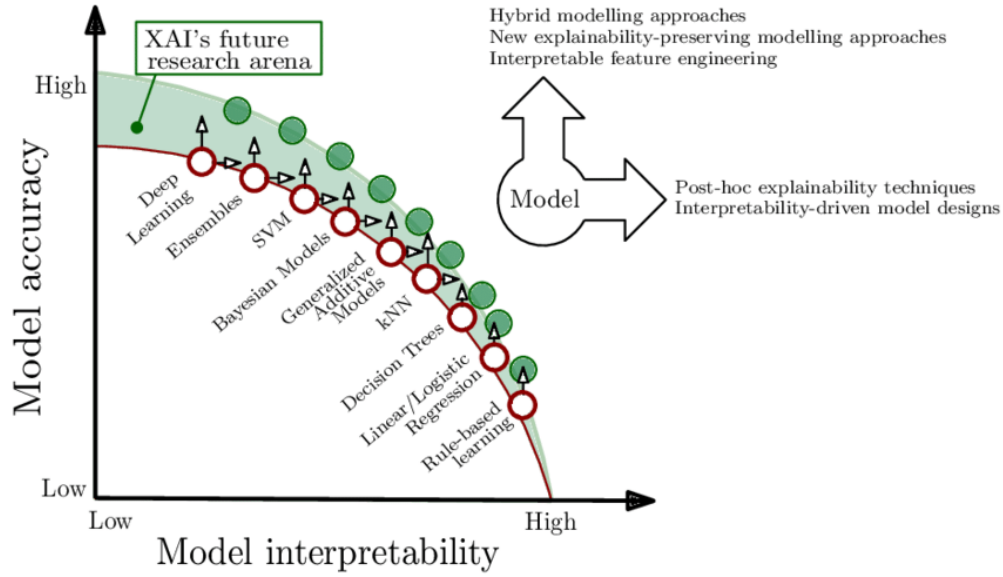 XAI's future
research arena
High
Model accuracy
Low
Low
High
Model interpretability
Deep
Learning
Ensembles
SVM
Bayesian Models
Generalized
Additive
Models
kNN
Decision Trees
Linear/Logistic
Regression
Rule-based
learning
Hybrid modelling approaches
New explainability-preserving modelling approaches
Interpretable feature engineering
Model
Post-hoc explainability techniques
Interpretability-driven model designs